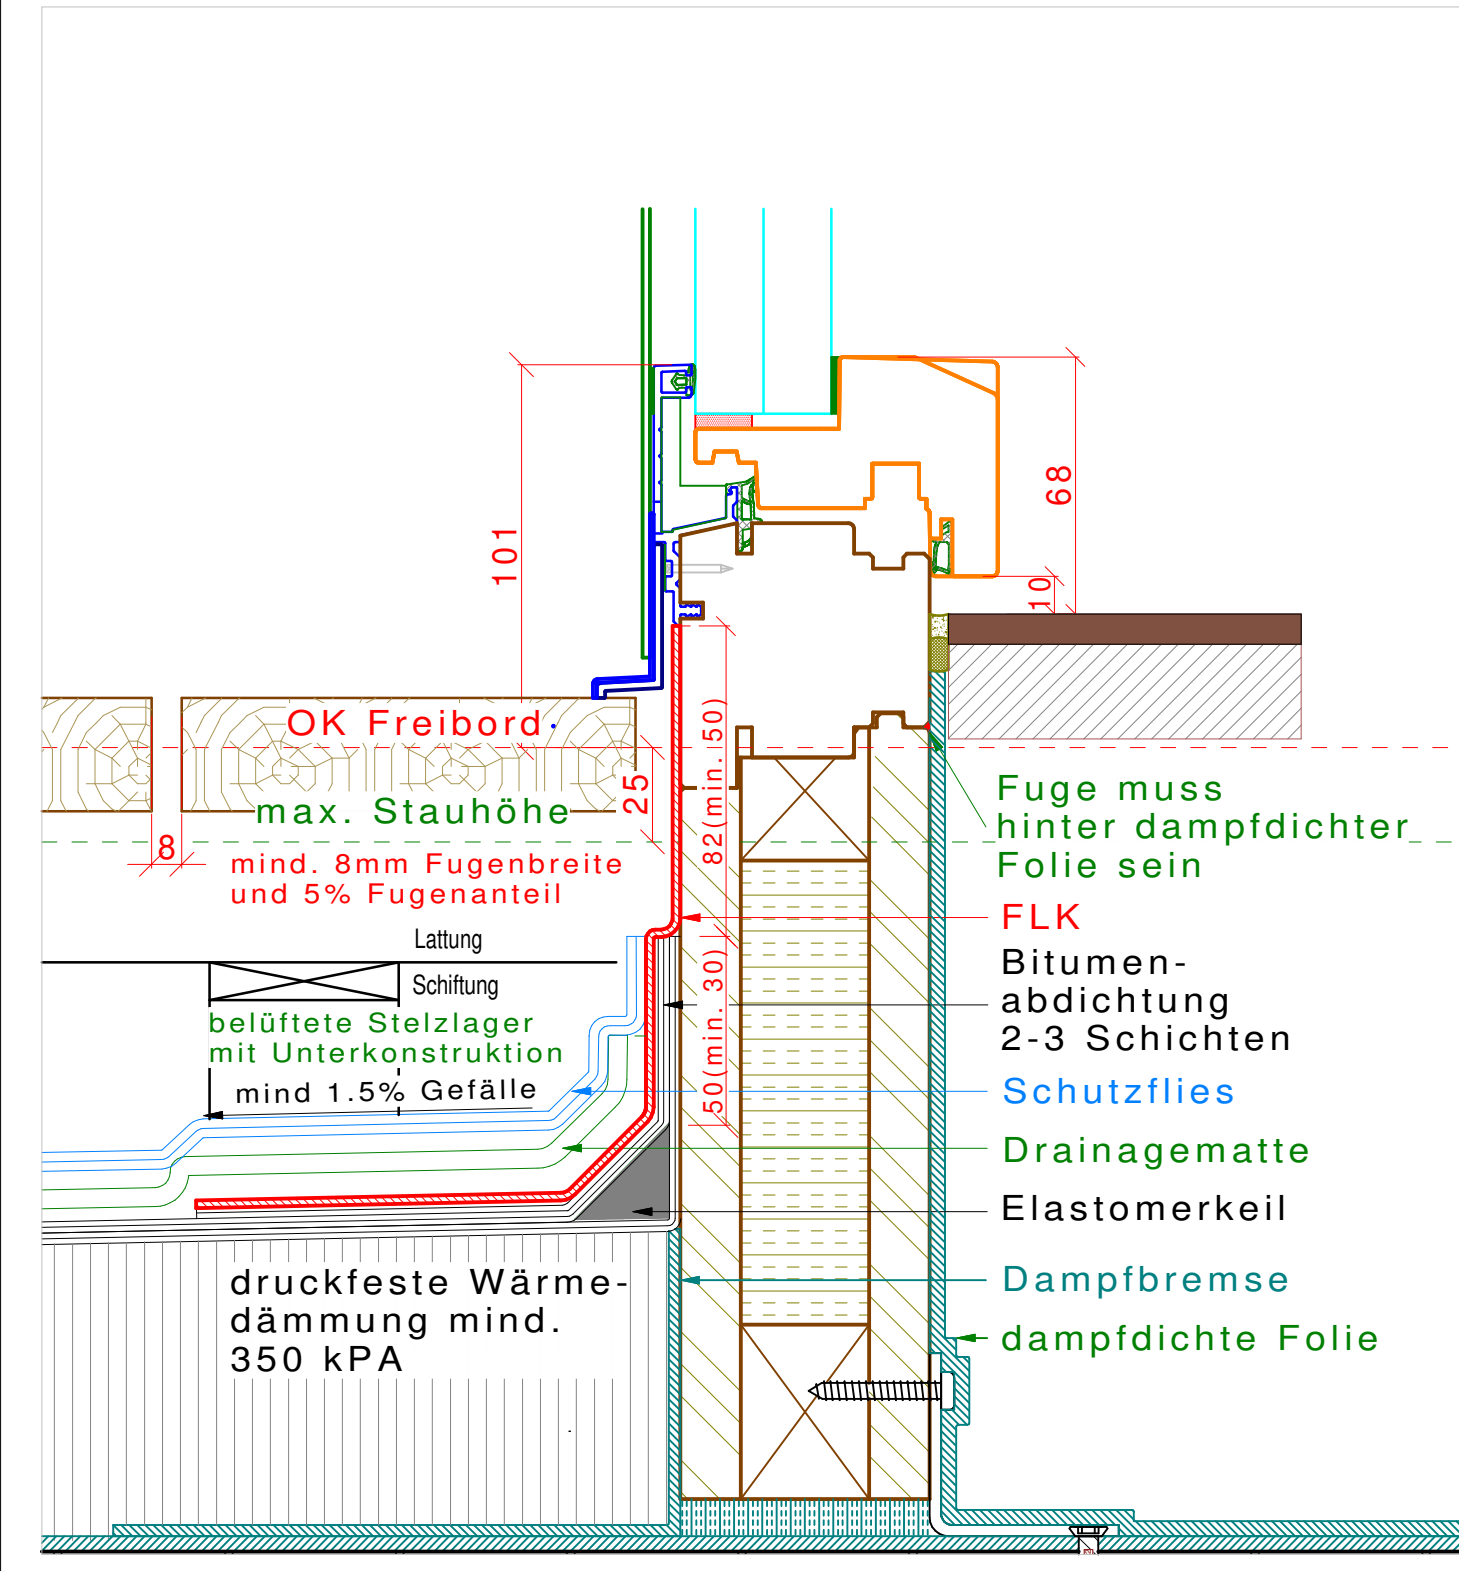 101
68
10
OK Freibord
82(min. 50)
25
max. Stauhöhe
8
mind. 8mm Fugenbreite
und 5% Fugenanteil
Fuge muss
hinter dampfdichter
Folie sein
FLK
Lattung
Schiftung
Bitumen-
abdichtung
2-3 Schichten
50(min. 30)
belüftete Stelzlager
mit Unterkonstruktion
mind 1.5% Gefälle
Schutzflies
Drainagematte
Elastomerkeil
druckfeste Wärme-
dämmung mind.
350 kPA
Dampfbremse
dampfdichte Folie